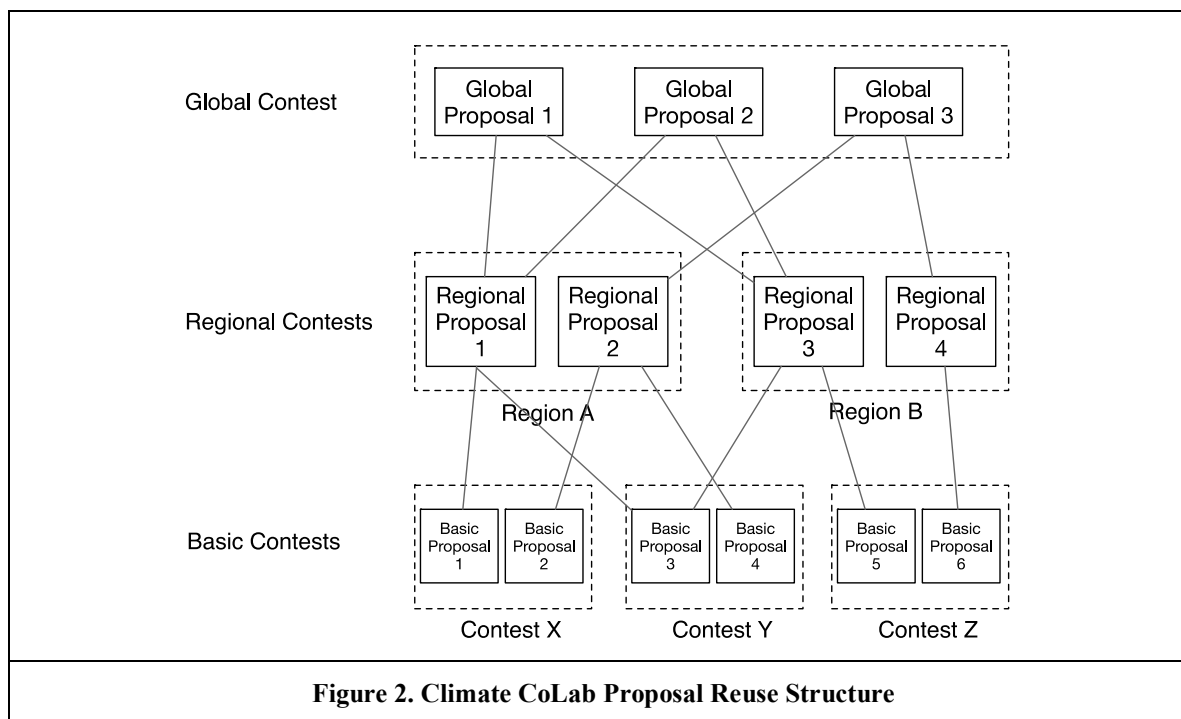 Global Contest
Global
Proposal 1
Global
Proposal 2
Global
Proposal 3
Regional Contests
Regional
Proposal
1
Regional
Proposal
2
Regional
Proposal
3
Regional
Proposal
4
Region A
Region B
Basic Contests
Basic
Proposal
1
Basic
Proposal
2
Basic
Proposal
3
Basic
Proposal
4
Basic
Proposal
5
Basic
Proposal
6
Contest X
Contest Y
Contest Z
Figure 2. Climate CoLab Proposal Reuse Structure